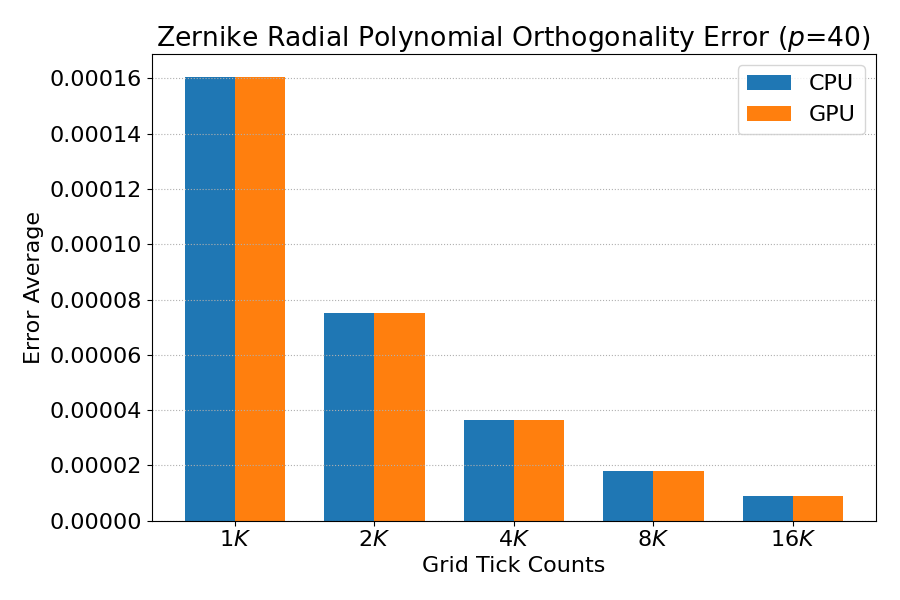 Zernike Radial Polynomial Orthogonality Error (p=40)
CPU
GPU
Error Average
0.00016
0.00014
0.00012
0.00010
0.00008
0.00006
0.00004
0.00002
0.00000
1K 2K 4K 8K 16K
Grid Tick Counts